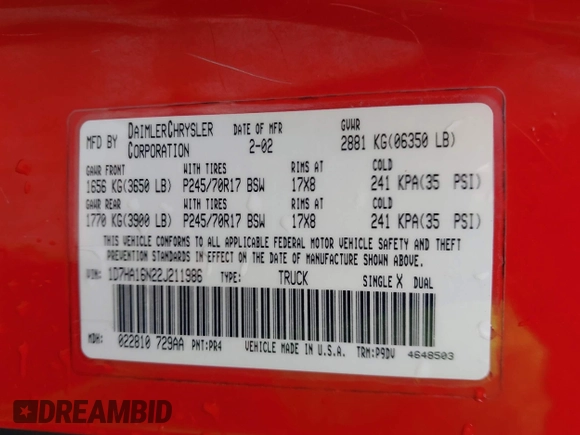 MFD BY DAIMLERCHRYSLER CORPORATION DATE OF MFR 2-02 GVWR 2881 KG(06350 LB)
GAWR FRONT WITH TIRES RIMS AT COLD
1656 KG(3650 LB) P245/70R17 BSW 17X8 241 KPA(35 PSI)
GAWR REAR WITH TIRES RIMS AT COLD
1770 KG(3900 LB) P245/70R17 BSW 17X8 241 KPA(35 PSI)
THIS VEHICLE CONFORMS TO ALL APPLICABLE FEDERAL MOTOR VEHICLE SAFETY AND THEFT
PREVENTION STANDARDS IN EFFECT ON THE DATE OF MANUFACTURE SHOWN ABOVE.
VIN: 1D7HA16N22J211986 TYPE: TRUCK SINGLE X DUAL
MDH: 022810 729AA PNT:PR4 VEHICLE MADE IN U.S.A. TRM:P9DV 4648503
DREAMBID